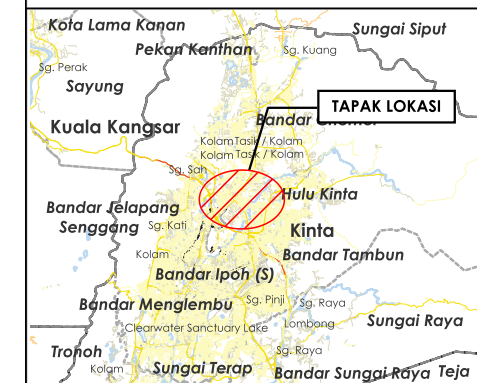 Kota Lama Kanan
Sungai Siput
Pekan Kanthan
Sg. Kuang
Sg. Perak
Sayung
TAPAK LOKASI
Bandar
Kuala Kangsar
Kolam Tasik / Kolam
Kolam Tasik / Kolam
Sg. Sah
Hulu Kinta
Bandar Jelapang
Senggang
Sg. Kati
Kinta
Kolam
Bandar Tambun
Bandar Ipoh (S)
Bandar Menglembu
Sg. Pinji
Sg. Raya
Clearwater Sanctuary Lake
Lombong
Sungai Raya
Tronoh
Sg. Raya
Kolam
Sungai Terap
Bandar Sungai Raya
Teja